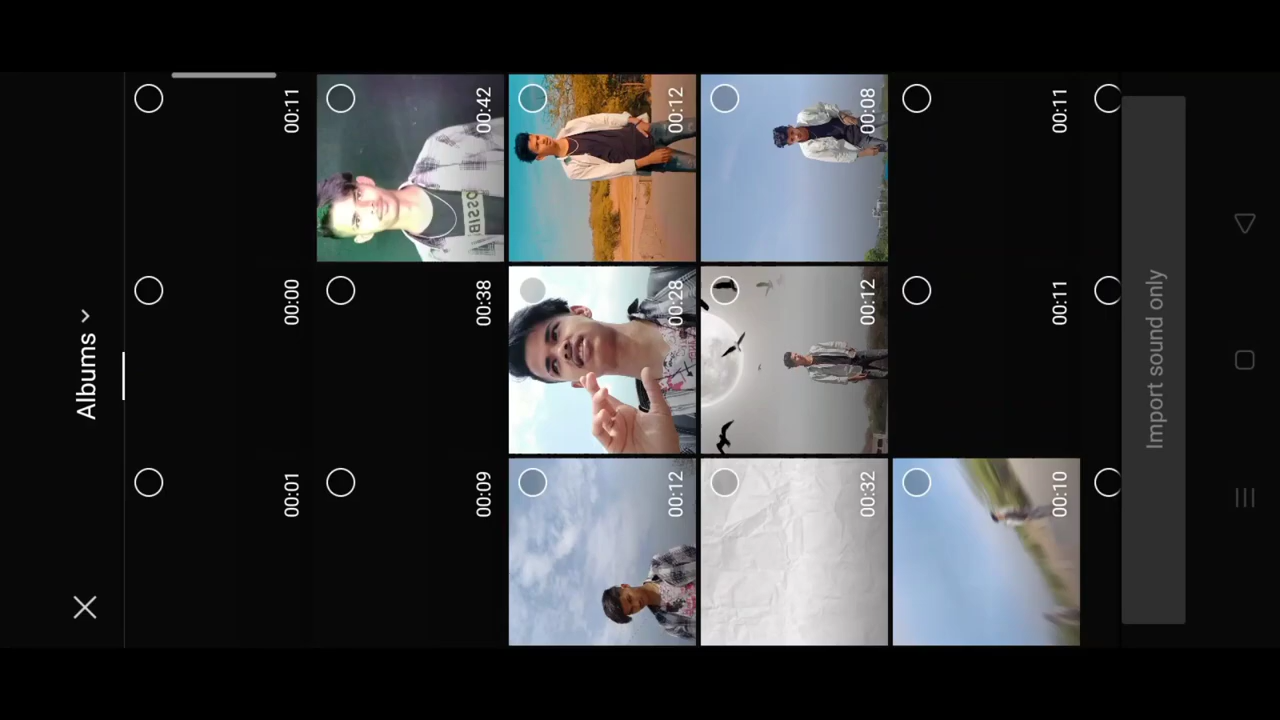 Albums
00:01 00:00 00:11
00:09 00:38 00:42
00:12 00:28 00:12
00:32 00:12 00:08
00:10 00:11 00:11
Import sound only